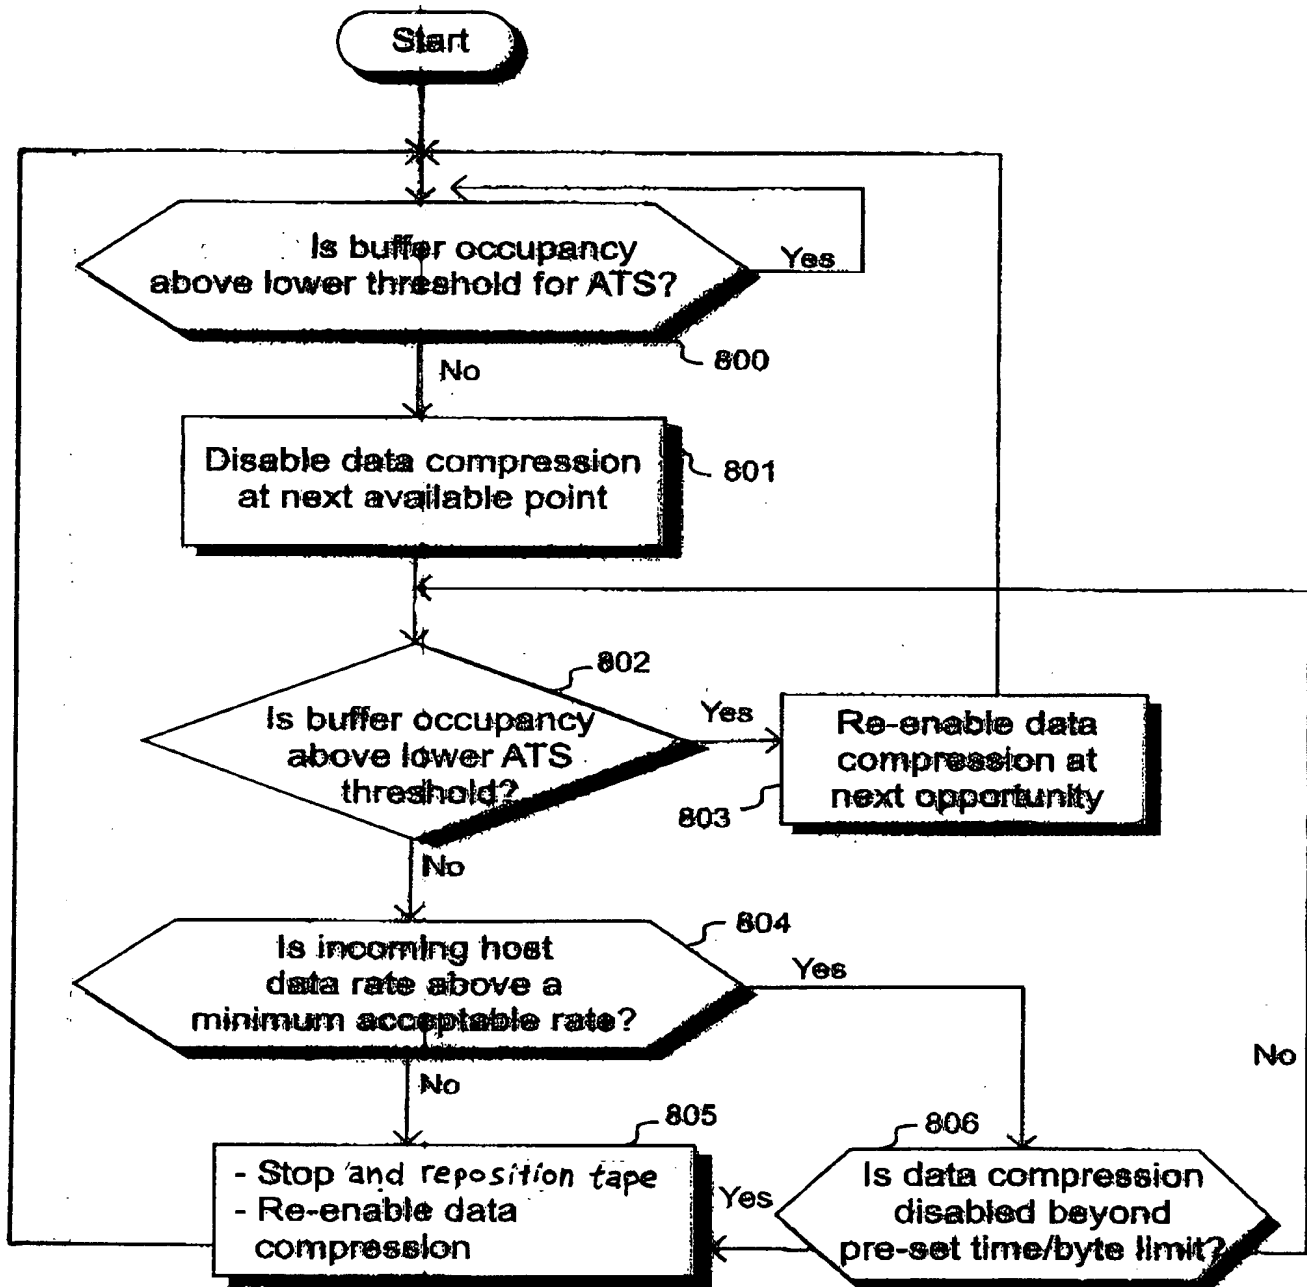 Start
Is buffer occupancy
above lower threshold for ATS?
Yes
800
No
Disable data compression
at next available point
801
802
Is buffer occupancy
above lower ATS
threshold?
Yes
Re-enable data
compression at
next opportunity
803
No
804
Is incoming host
data rate above a
minimum acceptable rate?
Yes
No
No
805
- Stop and reposition tape
- Re-enable data
compression
806
Yes
Is data compression
disabled beyond
pre-set time/byte limit?